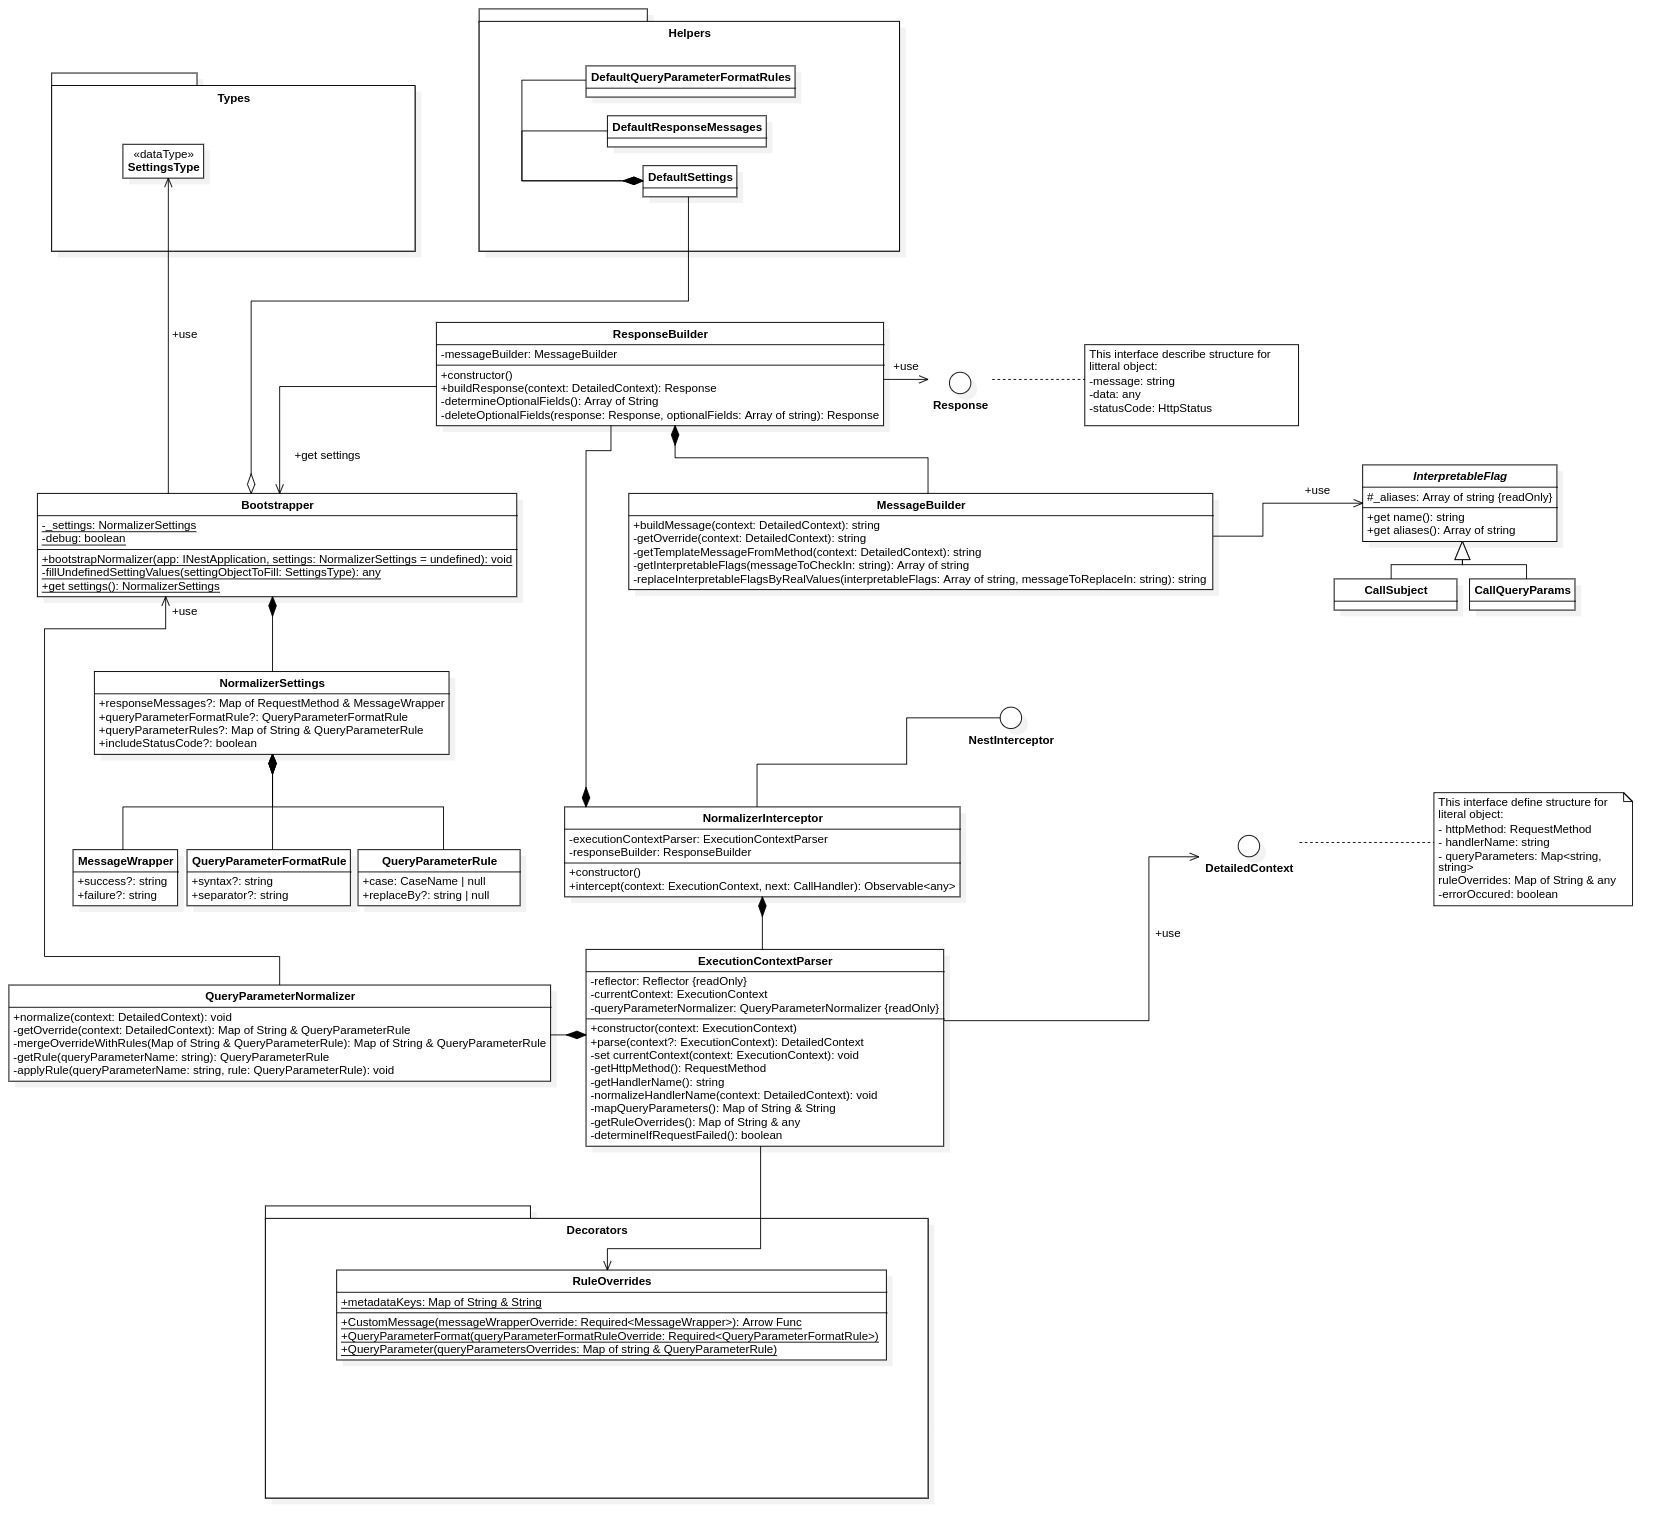 Helpers
DefaultQueryParameterFormatRules
DefaultResponseMessages
DefaultSettings
Types
«dataType»
SettingsType
+use
ResponseBuilder
-messageBuilder: MessageBuilder
+constructor()
+buildResponse(context: DetailedContext): Response
-determineOptionalFields(): Array of String
-deleteOptionalFields(response: Response, optionalFields: Array of string): Response
+use
Response
This interface describe structure for
litteral object:
-message: string
-data: any
-statusCode: HttpStatus
+get settings
Bootstrapper
-_settings: NormalizerSettings
-debug: boolean
+bootstrapNormalizer(app: INestApplication, settings: NormalizerSettings = undefined): void
-fillUndefinedSettingValues(settingObjectToFill: SettingsType): any
+get settings(): NormalizerSettings
+use
MessageBuilder
+buildMessage(context: DetailedContext): string
-getOverride(context: DetailedContext): string
-getTemplateMessageFromMethod(context: DetailedContext): string
-getInterpretableFlags(messageToCheckIn: string): Array of string
-replaceInterpretableFlagsByRealValues(interpretableFlags: Array of string, messageToReplaceIn: string): string
+use
InterpretableFlag
#_aliases: Array of string {readOnly}
+get name(): string
+get aliases(): Array of string
CallSubject
CallQueryParams
NormalizerSettings
+responseMessages?: Map of RequestMethod & MessageWrapper
+queryParameterFormatRule?: QueryParameterFormatRule
+queryParameterRules?: Map of String & QueryParameterRule
+includeStatusCode?: boolean
MessageWrapper
+success?: string
+failure?: string
QueryParameterFormatRule
+syntax?: string
+separator?: string
QueryParameterRule
+case: CaseName | null
+replaceBy?: string | null
NestInterceptor
NormalizerInterceptor
-executionContextParser: ExecutionContextParser
-responseBuilder: ResponseBuilder
+constructor()
+intercept(context: ExecutionContext, next: CallHandler): Observable<any>
DetailedContext
This interface define structure for
literal object:
- httpMethod: RequestMethod
- handlerName: string
- queryParameters: Map<string,
string>
ruleOverrides: Map of String & any
-errorOccured: boolean
+use
ExecutionContextParser
-reflector: Reflector {readOnly}
-currentContext: ExecutionContext
-queryParameterNormalizer: QueryParameterNormalizer {readOnly}
+constructor(context: ExecutionContext)
+parse(context?: ExecutionContext): DetailedContext
-set currentContext(context: ExecutionContext): void
-getHttpMethod(): RequestMethod
-getHandlerName(): string
-normalizeHandlerName(context: DetailedContext): void
-mapQueryParameters(): Map of String & String
-getRuleOverrides(): Map of String & any
-determineIfRequestFailed(): boolean
QueryParameterNormalizer
+normalize(context: DetailedContext): void
-getOverride(context: DetailedContext): Map of String & QueryParameterRule
-mergeOverrideWithRules(Map of String & QueryParameterRule): Map of String & QueryParameterRule
-getRule(queryParameterName: string): QueryParameterRule
-applyRule(queryParameterName: string, rule: QueryParameterRule): void
Decorators
RuleOverrides
+metadataKeys: Map of String & String
+CustomMessage(messageWrapperOverride: Required<MessageWrapper>): Arrow Func
+QueryParameterFormat(queryParameterFormatRuleOverride: Required<QueryParameterFormatRule>)
+QueryParameter(queryParametersOverrides: Map of string & QueryParameterRule)